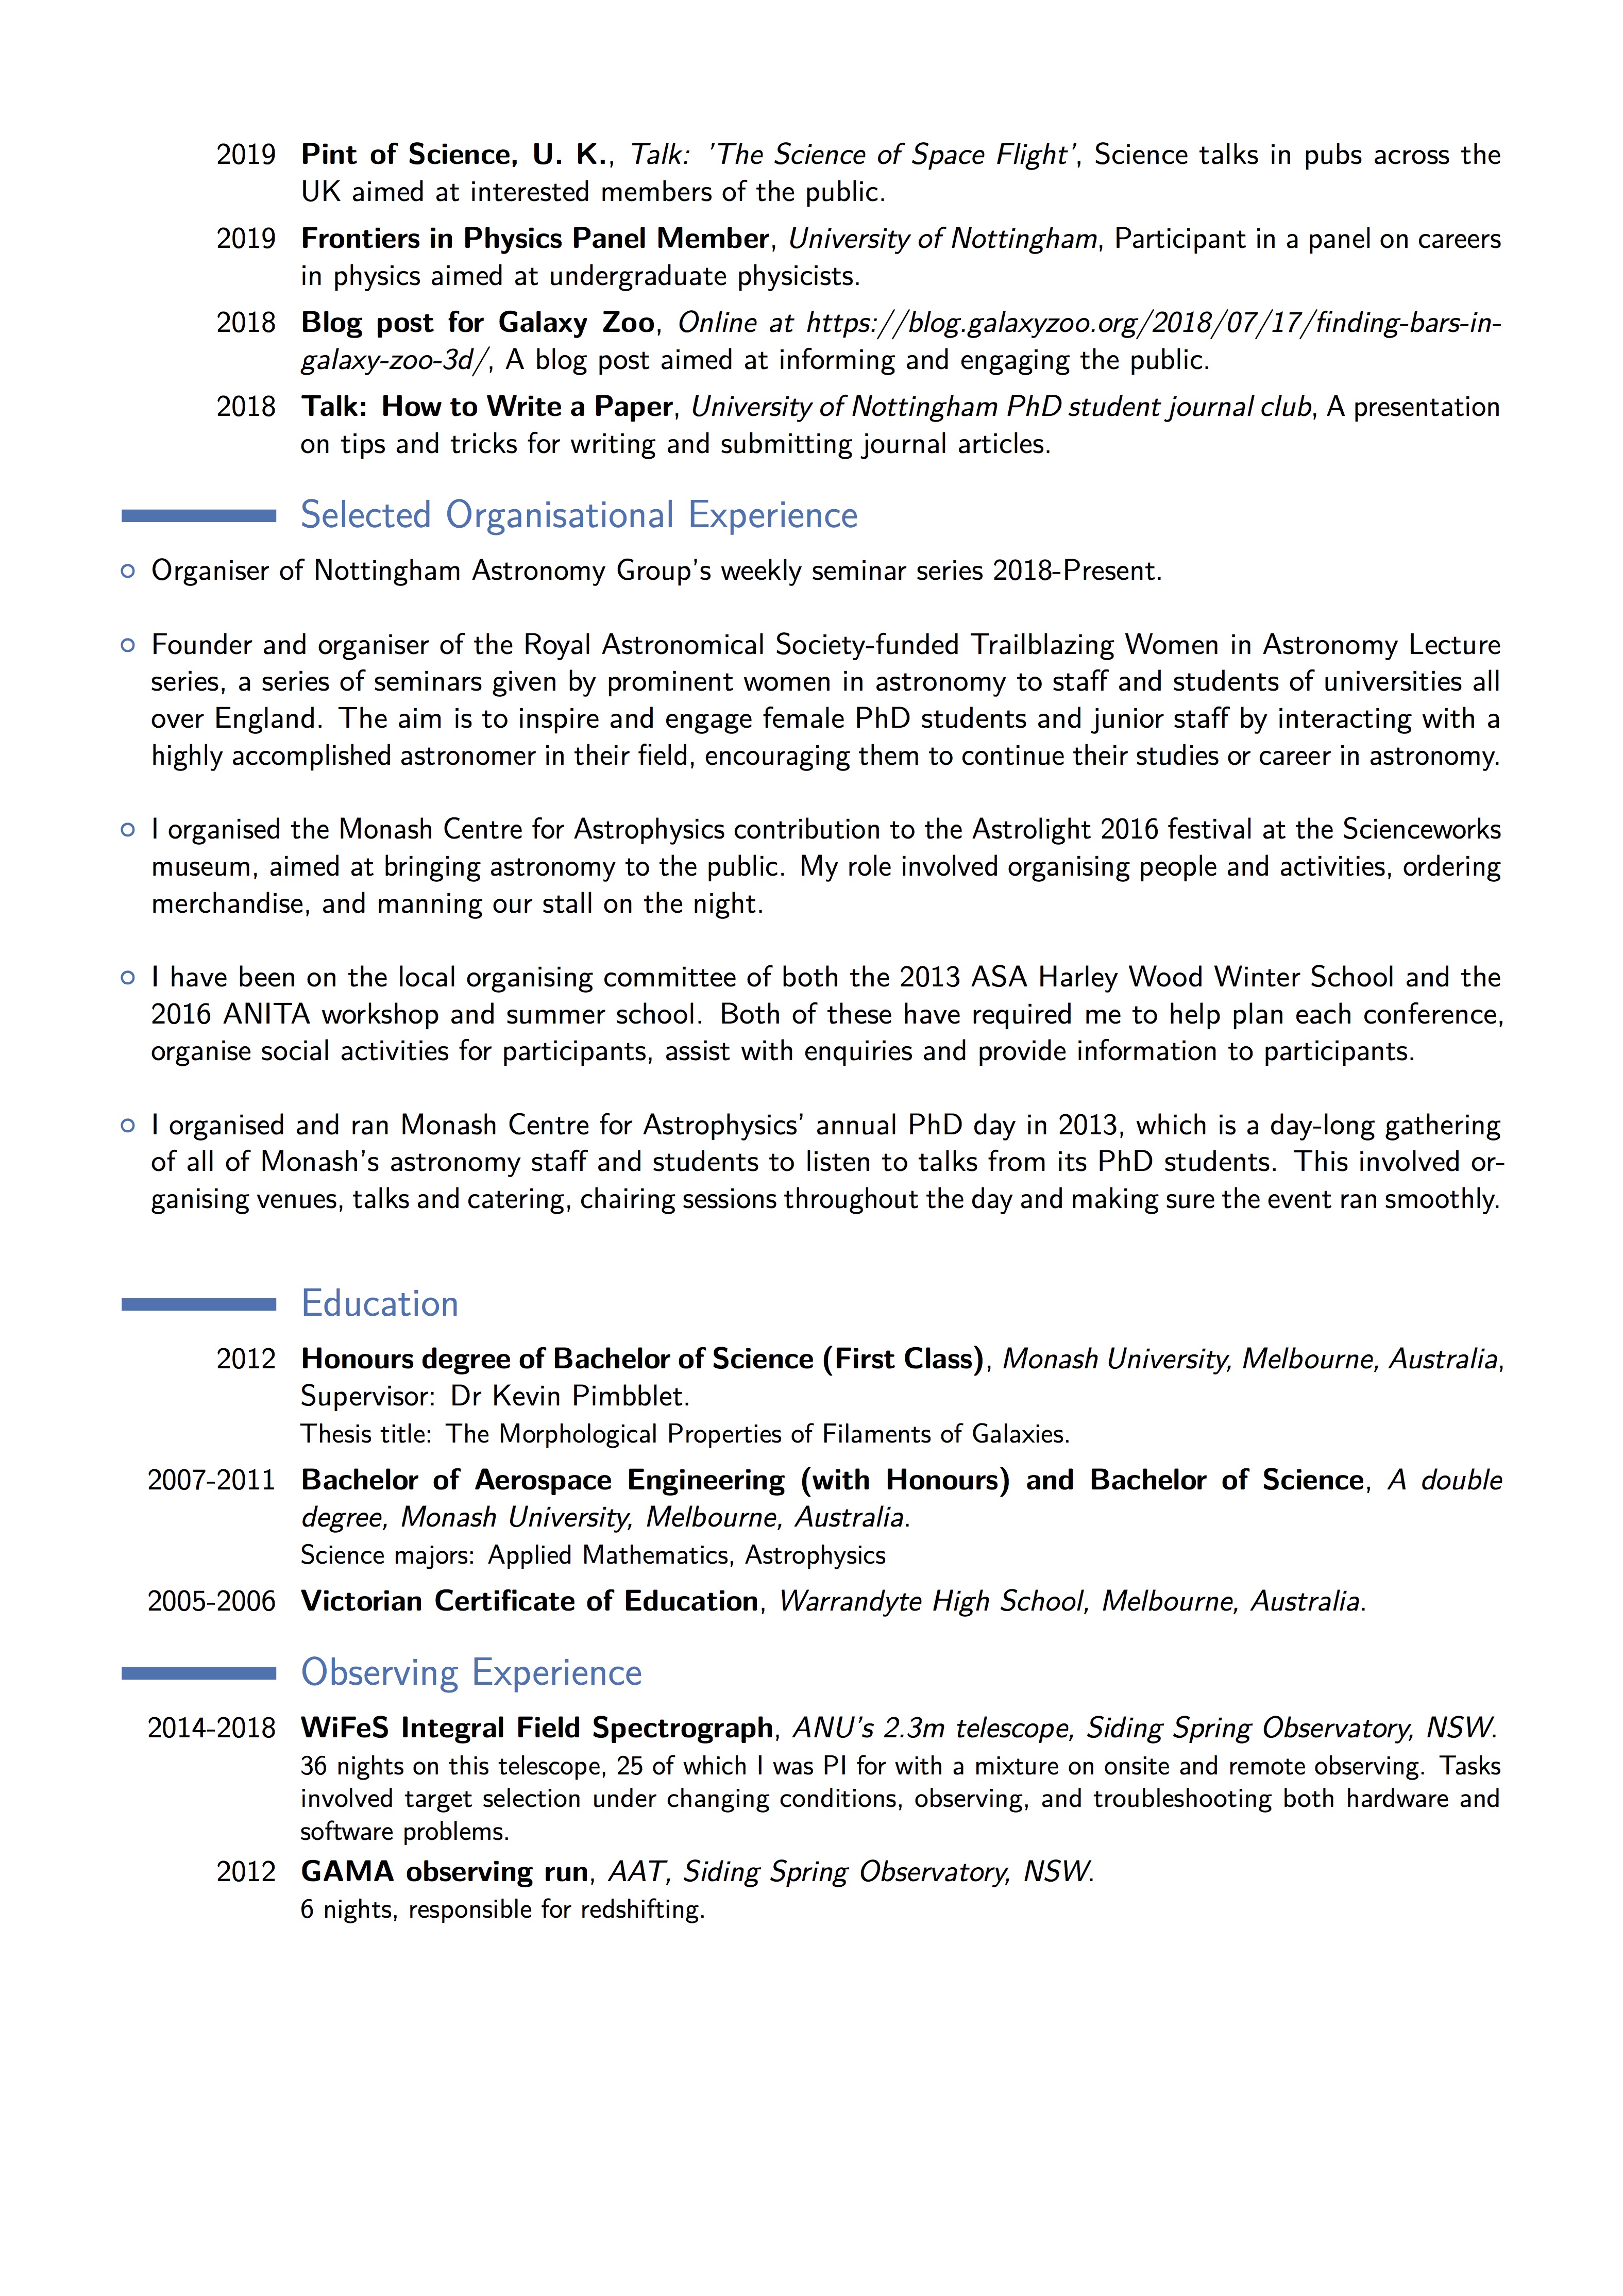 2019 Pint of Science, U. K., Talk: 'The Science of Space Flight', Science talks in pubs across the
UK aimed at interested members of the public.
2019 Frontiers in Physics Panel Member, University of Nottingham, Participant in a panel on careers
in physics aimed at undergraduate physicists.
2018 Blog post for Galaxy Zoo, Online at https://blog.galaxyzoo.org/2018/07/17/finding-bars-in-
galaxy-zoo-3d/, A blog post aimed at informing and engaging the public.
2018 Talk: How to Write a Paper, University of Nottingham PhD student journal club, A presentation
on tips and tricks for writing and submitting journal articles.
Selected Organisational Experience
Organiser of Nottingham Astronomy Group's weekly seminar series 2018-Present.
Founder and organiser of the Royal Astronomical Society-funded Trailblazing Women in Astronomy Lecture
series, a series of seminars given by prominent women in astronomy to staff and students of universities all
over England. The aim is to inspire and engage female PhD students and junior staff by interacting with a
highly accomplished astronomer in their field, encouraging them to continue their studies or career in astronomy.
I organised the Monash Centre for Astrophysics contribution to the Astrolight 2016 festival at the Scienceworks
museum, aimed at bringing astronomy to the public. My role involved organising people and activities, ordering
merchandise, and manning our stall on the night.
I have been on the local organising committee of both the 2013 ASA Harley Wood Winter School and the
2016 ANITA workshop and summer school. Both of these have required me to help plan each conference,
organise social activities for participants, assist with enquiries and provide information to participants.
I organised and ran Monash Centre for Astrophysics' annual PhD day in 2013, which is a day-long gathering
of all of Monash's astronomy staff and students to listen to talks from its PhD students. This involved or-
ganising venues, talks and catering, chairing sessions throughout the day and making sure the event ran smoothly.
Education
2012 Honours degree of Bachelor of Science (First Class), Monash University, Melbourne, Australia,
Supervisor: Dr Kevin Pimbblet.
Thesis title: The Morphological Properties of Filaments of Galaxies.
2007-2011 Bachelor of Aerospace Engineering (with Honours) and Bachelor of Science, A double
degree, Monash University, Melbourne, Australia.
Science majors: Applied Mathematics, Astrophysics
2005-2006 Victorian Certificate of Education, Warrandyte High School, Melbourne, Australia.
Observing Experience
2014-2018 WiFeS Integral Field Spectrograph, ANU's 2.3m telescope, Siding Spring Observatory, NSW.
36 nights on this telescope, 25 of which I was PI for with a mixture on onsite and remote observing. Tasks
involved target selection under changing conditions, observing, and troubleshooting both hardware and
software problems.
2012 GAMA observing run, AAT, Siding Spring Observatory, NSW.
6 nights, responsible for redshifting.